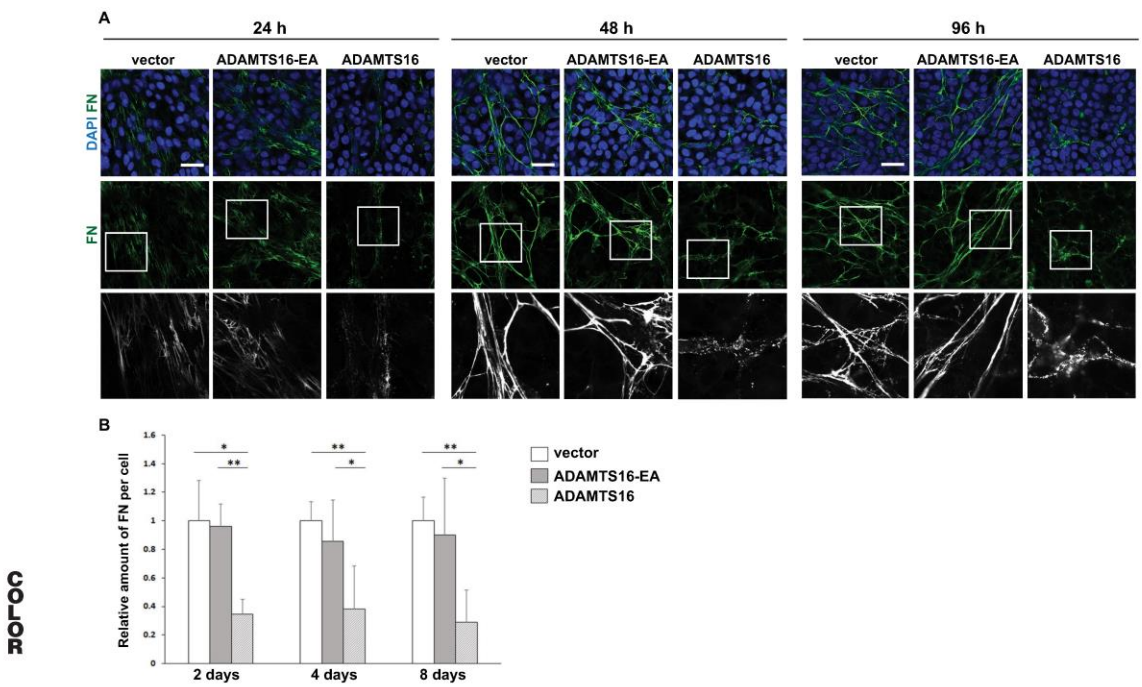 A
24 h 48 h 96 h
vector ADAMTS16-EA ADAMTS16 vector ADAMTS16-EA ADAMTS16 vector ADAMTS16-EA ADAMTS16
DAPI FN
FN
B
Relative amount of FN per cell
1.6
1.4
1.2
1
0.8
0.6
0.4
0.2
0
* ** ** * ** *
2 days 4 days 8 days
vector
ADAMTS16-EA
ADAMTS16
COLOR